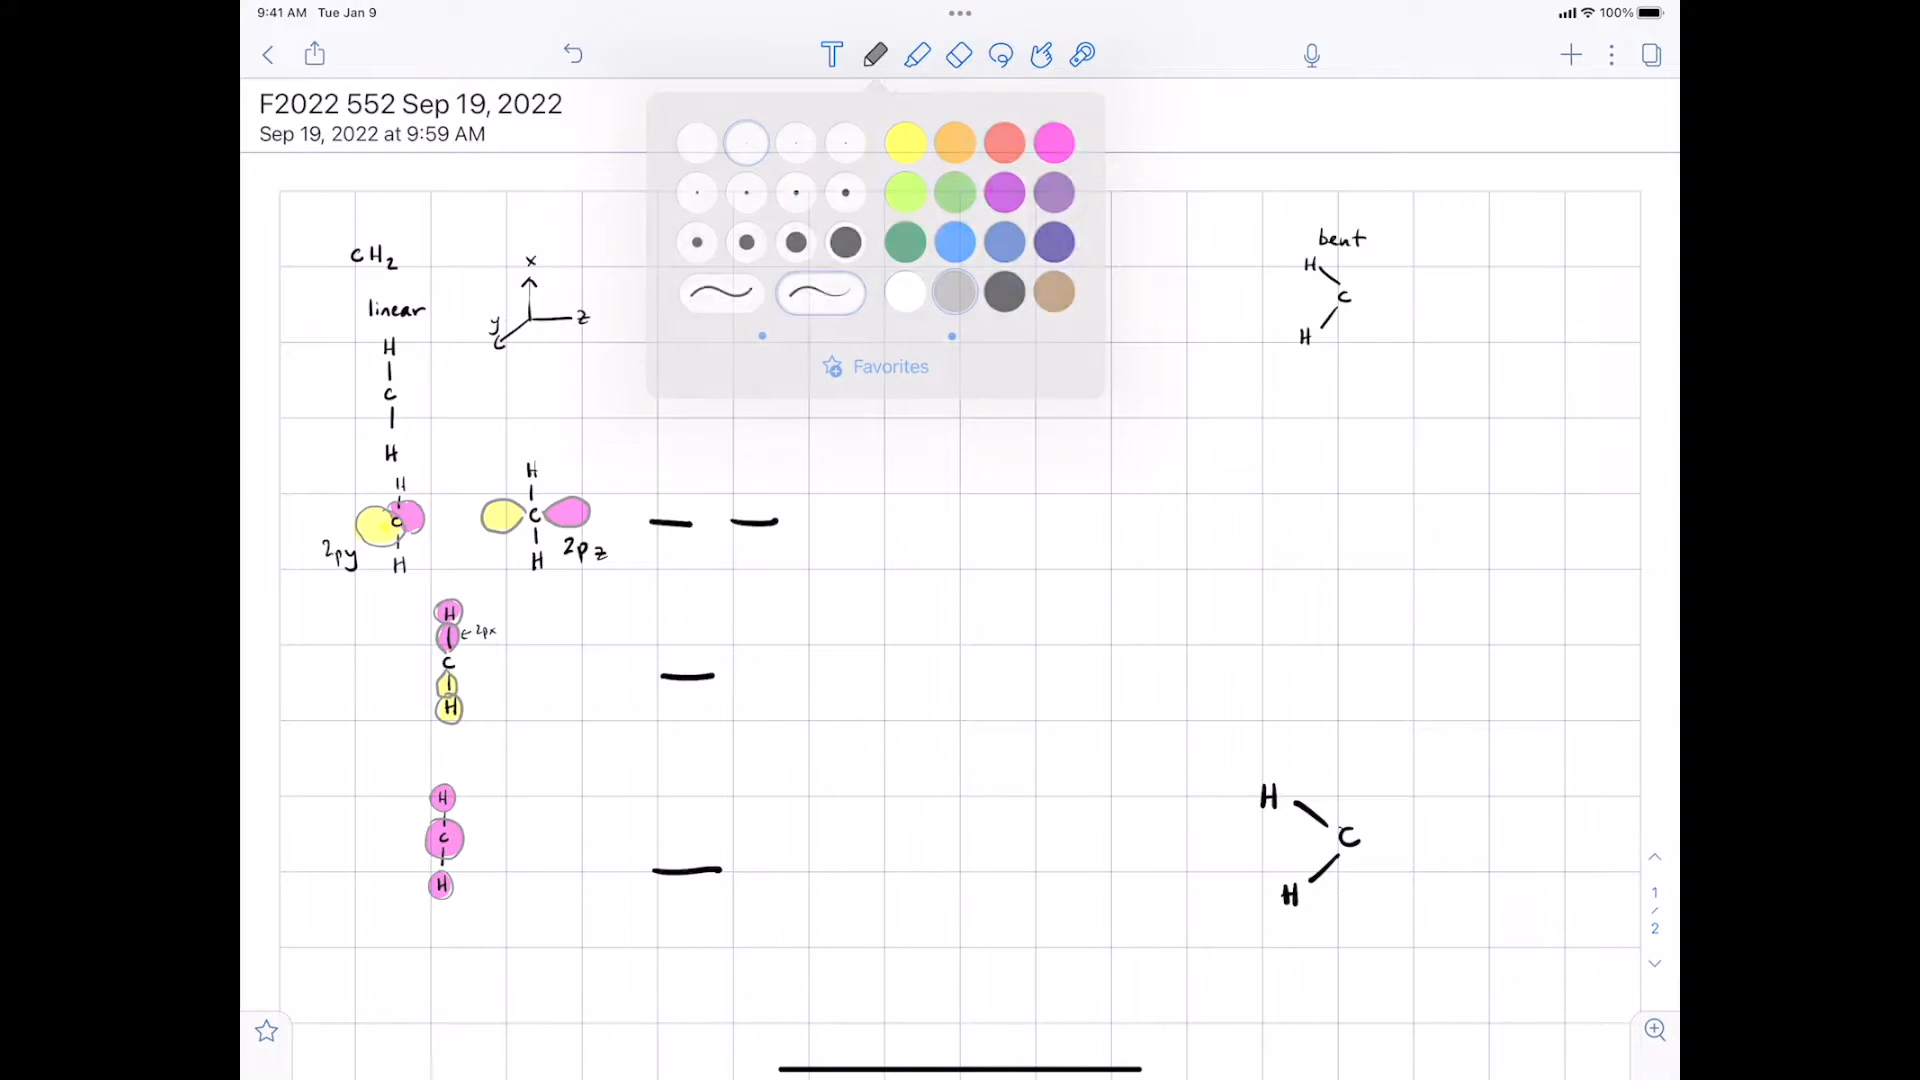 9:41 AM Tue Jan 9
100%
F2022 552 Sep 19, 2022
Sep 19, 2022 at 9:59 AM
Favorites
CH2
linear
H
C
H
x
y
z
bent
H
C
H
H
C
H
2py
H
C
H
2pz
H
←2px
C
H
H
C
H
H
C
H
1
/
2